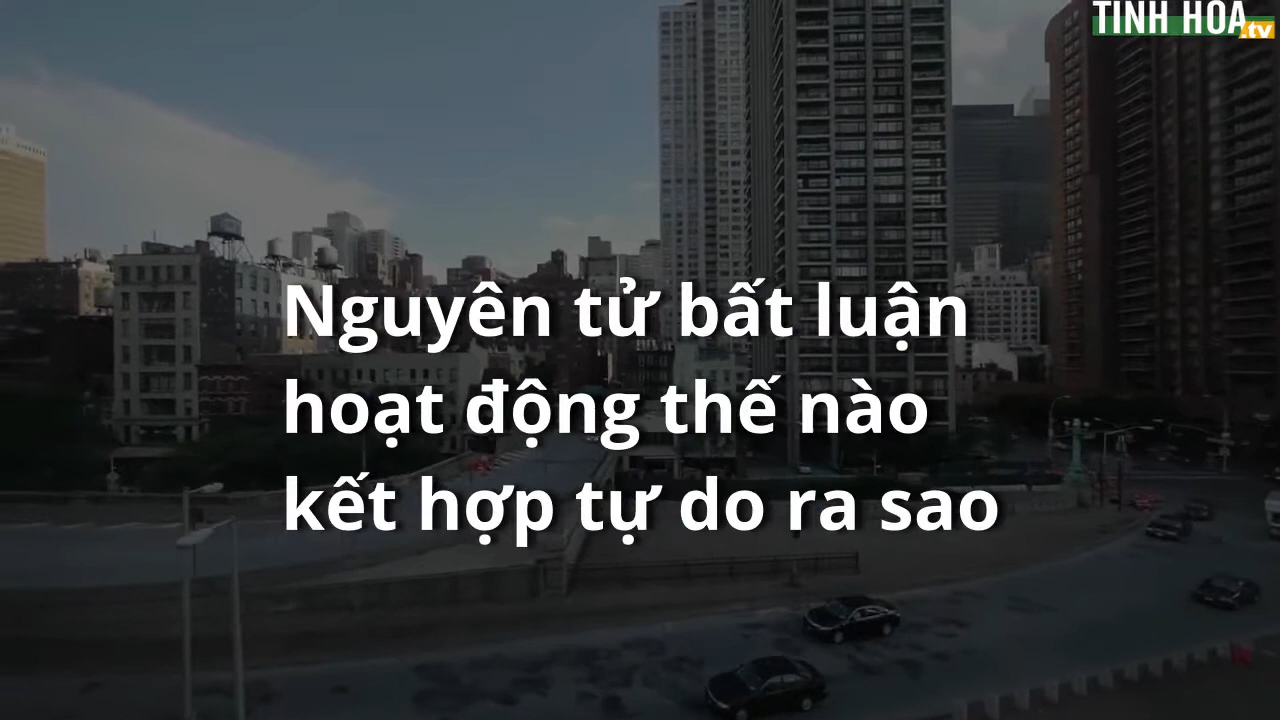 TINH HOA
.tv
Nguyên tử bất luận
hoạt động thế nào
kết hợp tự do ra sao